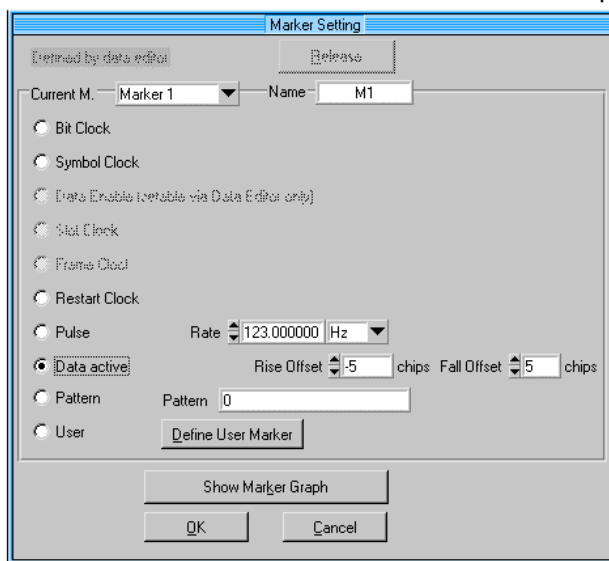 Marker Setting
Defined by data editor Release
Current M. Marker 1 Name M1
Bit Clock
Symbol Clock
Data Enable (setable via Data Editor only)
Slot Clock
Frame Clock
Restart Clock
Pulse Rate 123.000000 Hz
Data active Rise Offset -5 chips Fall Offset 5 chips
Pattern Pattern 0
User Define User Marker
Show Marker Graph
OK Cancel